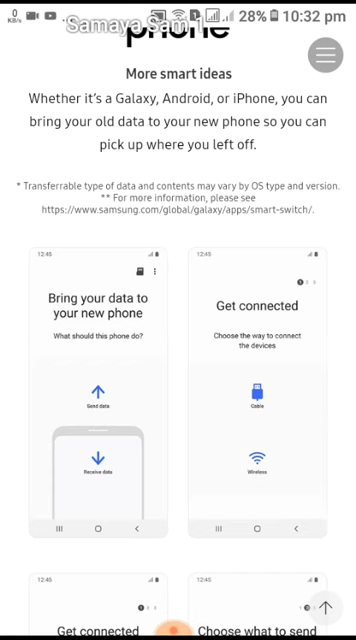 0
KB/s
1
28%
10:32 pm
Samaya Sam 1
phone
More smart ideas
Whether it's a Galaxy, Android, or iPhone, you can
bring your old data to your new phone so you can
pick up where you left off.
* Transferrable type of data and contents may vary by OS type and version.
** For more information, please see
https://www.samsung.com/global/galaxy/apps/smart-switch/.
12:45
Bring your data to
your new phone
What should this phone do?
Send data
Receive data
12:45
1
Get connected
Choose the way to connect
the devices
Cable
Wireless
12:45
Get connected
12:45
Choose what to send